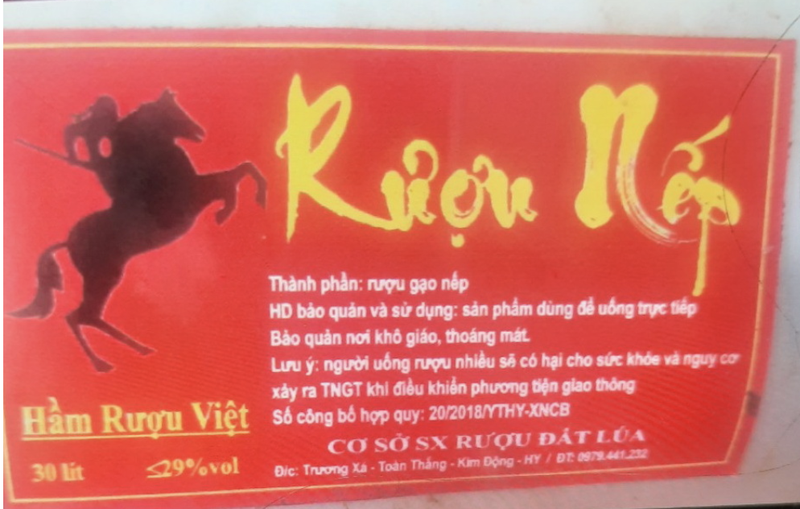 Rượu Nếp
Thành phần: rượu gạo nếp
HD bảo quản và sử dụng: sản phẩm dùng để uống trực tiếp
Bảo quản nơi khô giáo, thoáng mát.
Lưu ý: người uống rượu nhiều sẽ có hại cho sức khỏe và nguy cơ
xảy ra TNGT khi điều khiển phương tiện giao thông
Số công bố hợp quy: 20/2018/YTHY-XNCB
CƠ SỞ SX RƯỢU ĐẤT LÚA
Đ/c: Trương Xá - Toàn Thắng - Kim Động - HY / ĐT: 0979.441.232
Hầm Rượu Việt
30 lít ≤29%vol